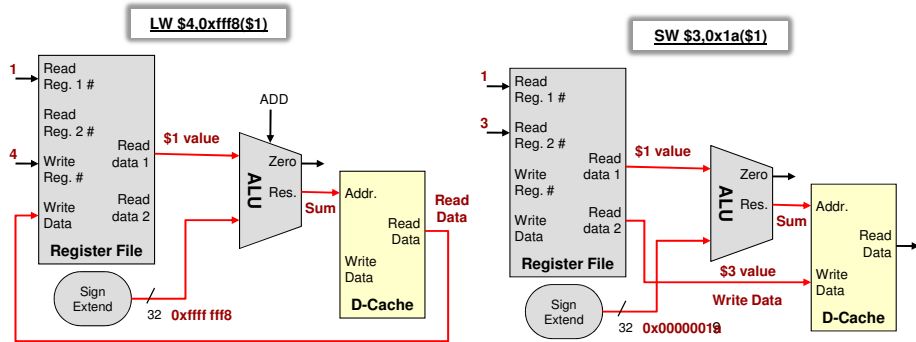 LW $4,0xfff8($1)
1
Read
Reg. 1 #
Read
Reg. 2 #
4
Write
Reg. #
Write
Data
Read
data 1
Read
data 2
Register File
$1 value
ADD
Zero
ALU
Res.
Sum
Addr.
Read
Data
Write
Data
D-Cache
Read
Data
Sign
Extend
32
0xffff fff8
SW $3,0x1a($1)
1
Read
Reg. 1 #
3
Read
Reg. 2 #
Write
Reg. #
Write
Data
Read
data 1
Read
data 2
Register File
$1 value
Zero
ALU
Res.
Sum
Addr.
Read
Data
Write
Data
D-Cache
$3 value
Write Data
Sign
Extend
32
0x0000001a